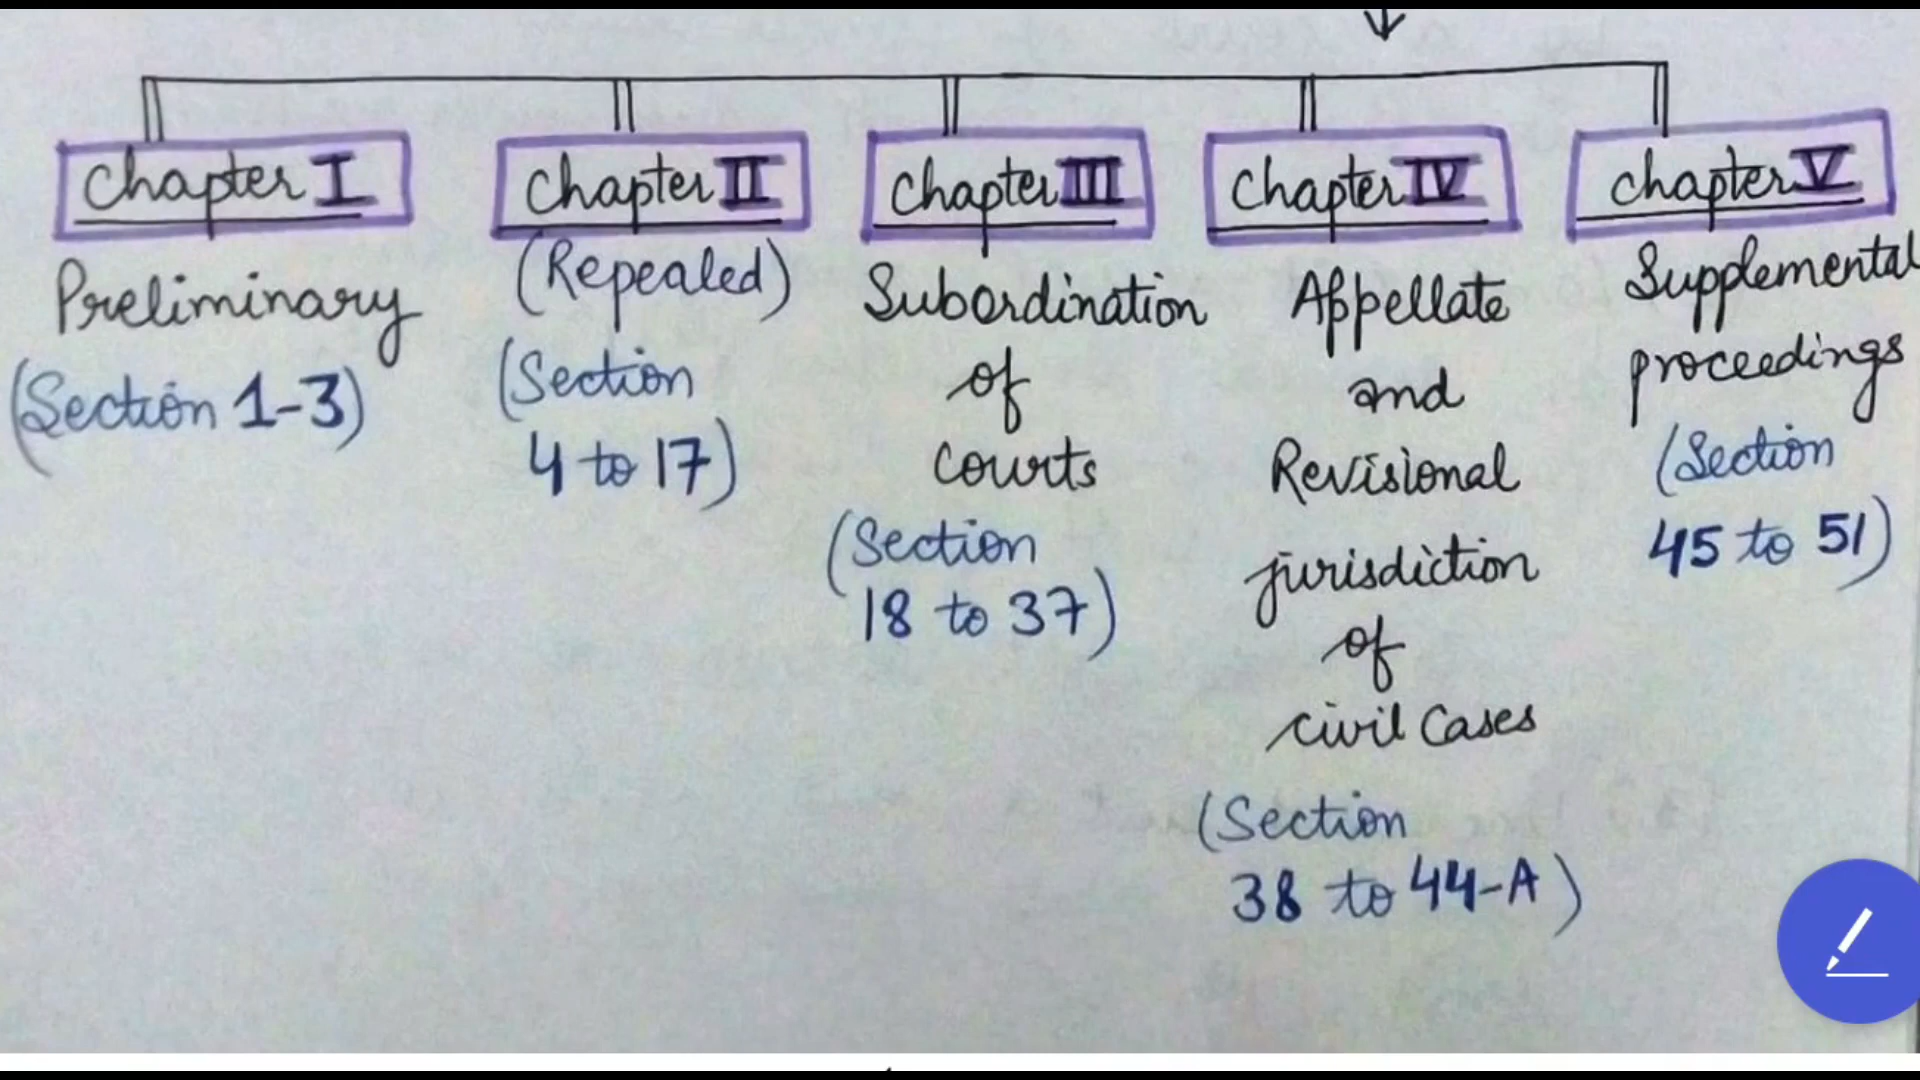 Chapter I
Preliminary
(Section 1-3)
Chapter II
(Repealed)
(Section
4 to 17)
Chapter III
Subordination
of
Courts
(Section
18 to 37)
Chapter IV
Appellate
and
Revisional
jurisdiction
of
civil Cases
(Section
38 to 44-A)
Chapter V
Supplemental
proceedings
(Section
45 to 51)